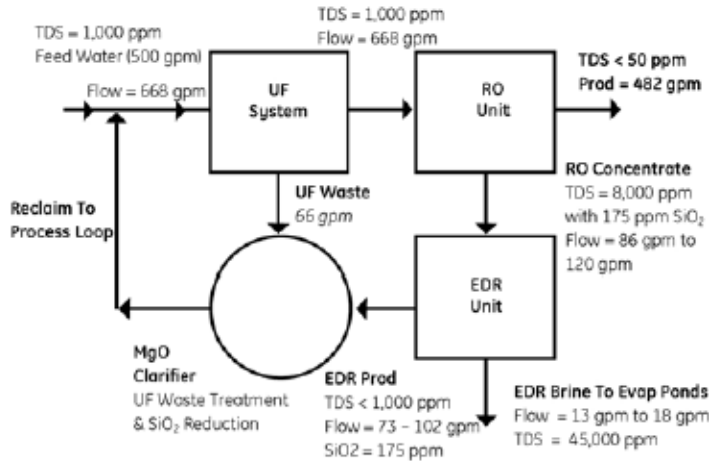 TDS = 1,000 ppm
Feed Water (500 gpm)
Flow = 668 gpm
UF
System
TDS = 1,000 ppm
Flow = 668 gpm
RO
Unit
TDS < 50 ppm
Prod = 482 gpm
RO Concentrate
TDS = 8,000 ppm
with 175 ppm SiO₂
Flow = 86 gpm to
120 gpm
UF Waste
66 gpm
Reclaim To
Process Loop
EDR
Unit
MgO
Clarifier
UF Waste Treatment
& SiO₂ Reduction
EDR Prod
TDS < 1,000 ppm
Flow = 73 – 102 gpm
SiO2 = 175 ppm
EDR Brine To Evap Ponds
Flow = 13 gpm to 18 gpm
TDS = 45,000 ppm